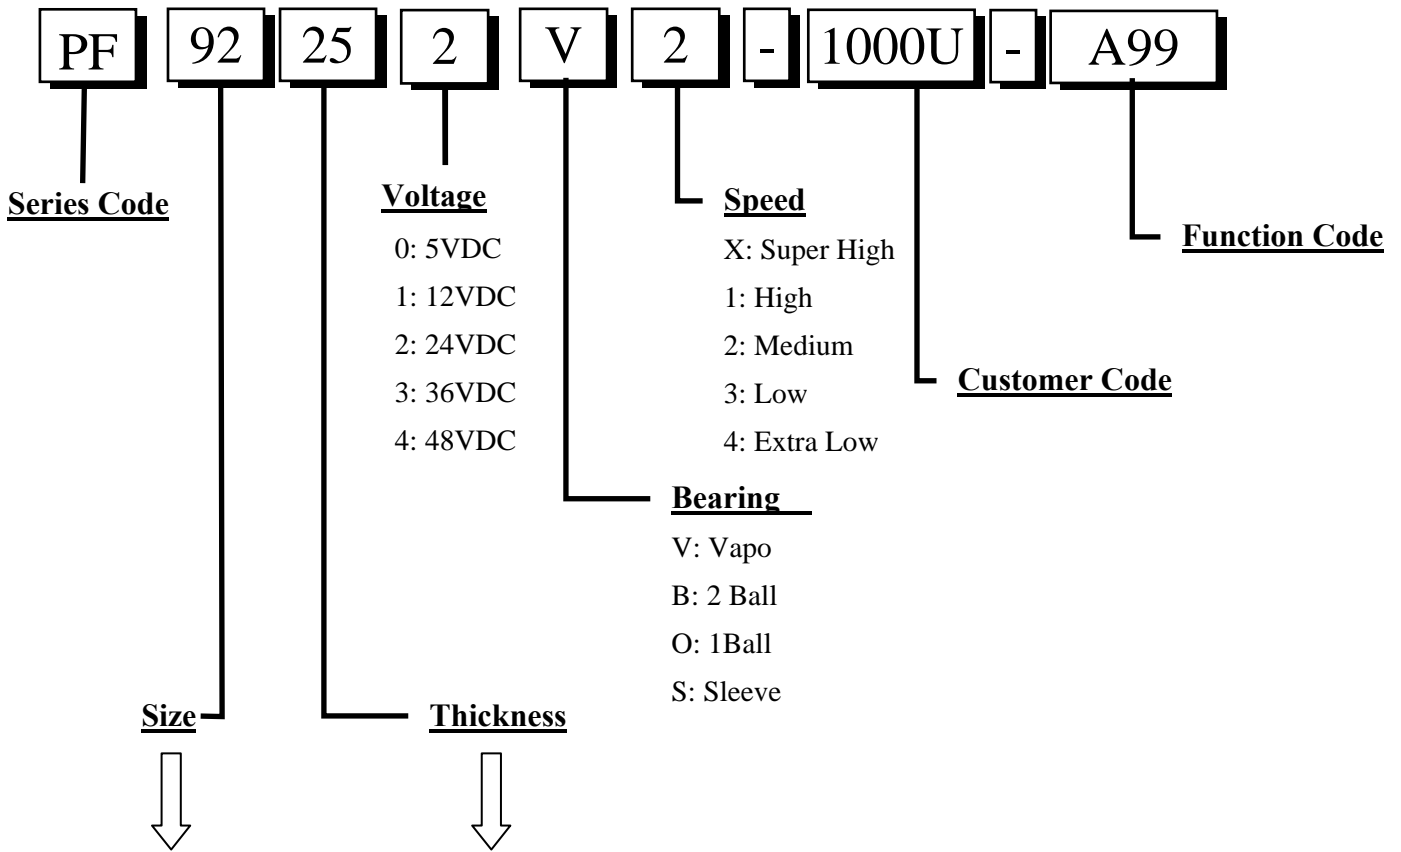 PF 92 25 2 V 2 - 1000U - A99
Series Code
Voltage
0: 5VDC
1: 12VDC
2: 24VDC
3: 36VDC
4: 48VDC
Speed
X: Super High
1: High
2: Medium
3: Low
4: Extra Low
Function Code
Customer Code
Bearing
V: Vapo
B: 2 Ball
O: 1Ball
S: Sleeve
Size
Thickness